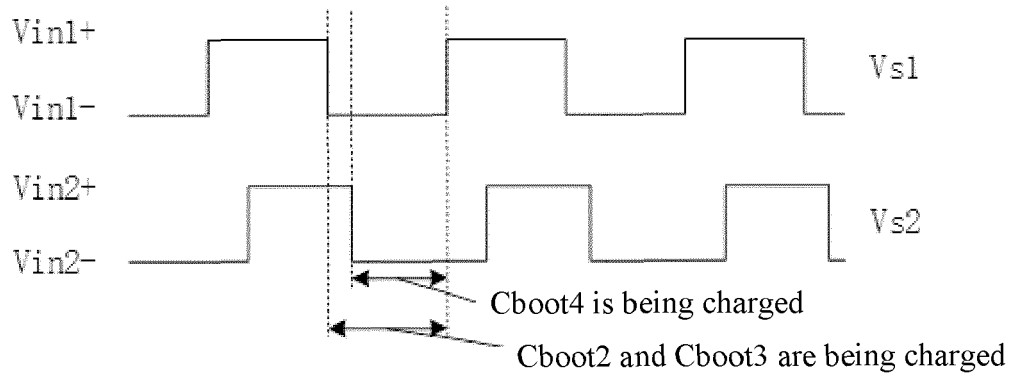 Vin1+
Vin1-
Vs1
Vin2+
Vin2-
Vs2
Cboot4 is being charged
Cboot2 and Cboot3 are being charged